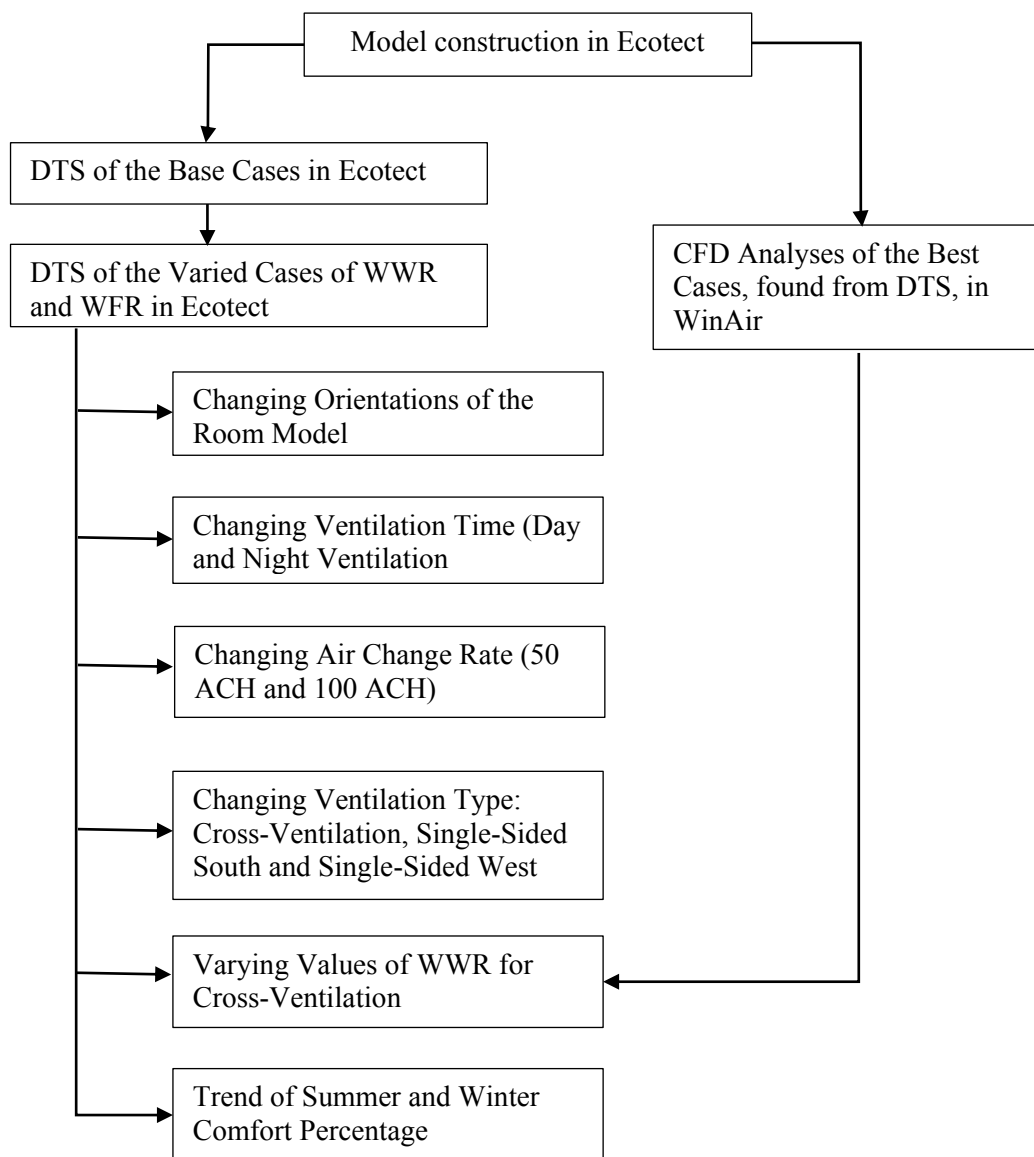 Model construction in Ecotect
DTS of the Base Cases in Ecotect
DTS of the Varied Cases of WWR
and WFR in Ecotect
CFD Analyses of the Best
Cases, found from DTS, in
WinAir
Changing Orientations of the
Room Model
Changing Ventilation Time (Day
and Night Ventilation
Changing Air Change Rate (50
ACH and 100 ACH)
Changing Ventilation Type:
Cross-Ventilation, Single-Sided
South and Single-Sided West
Varying Values of WWR for
Cross-Ventilation
Trend of Summer and Winter
Comfort Percentage